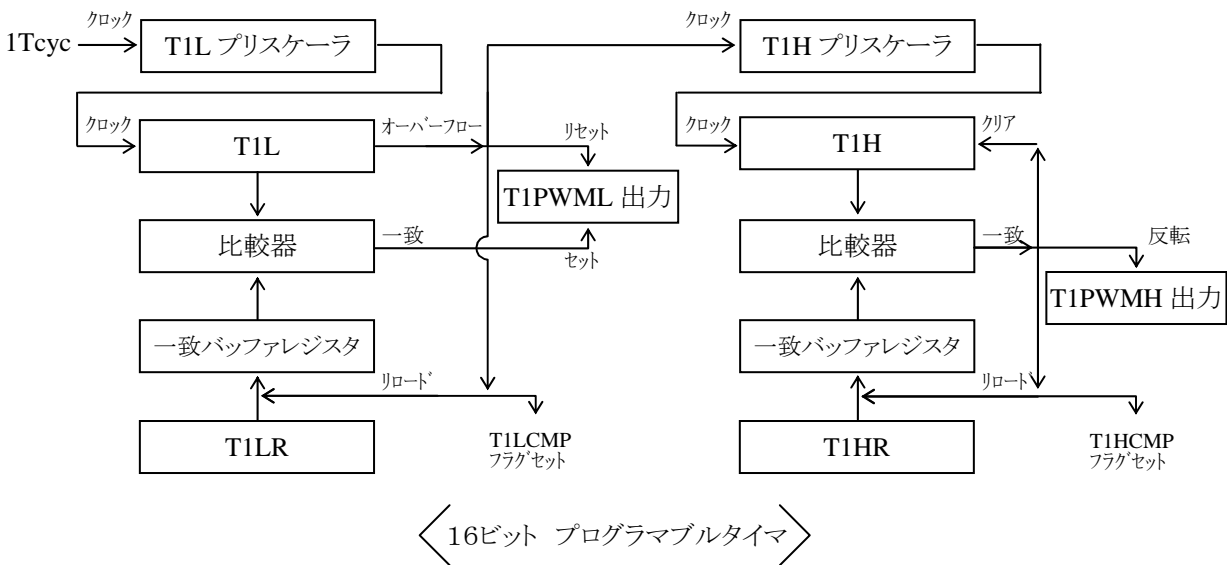 クロック
1Tcyc
T1L プリスケーラ
クロック
T1L
オーバーフロー
リセット
T1PWML 出力
比較器
一致
セット
一致バッファレジスタ
リロード
T1LR
T1LCMP
フラグセット
クロック
T1H プリスケーラ
クロック
T1H
クリア
比較器
一致
反転
T1PWMH 出力
一致バッファレジスタ
リロード
T1HR
T1HCMP
フラグセット
16ビット プログラマブルタイマ